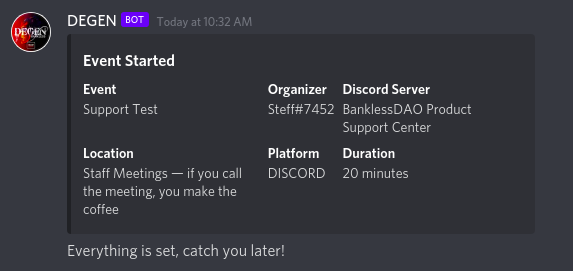 DEGEN
DEGEN BOT Today at 10:32 AM
Event Started
Event Organizer Discord Server
Support Test Steff#7452 BanklessDAO Product
Support Center
Location Platform Duration
Staff Meetings — if you call DISCORD 20 minutes
the meeting, you make the
coffee
Everything is set, catch you later!